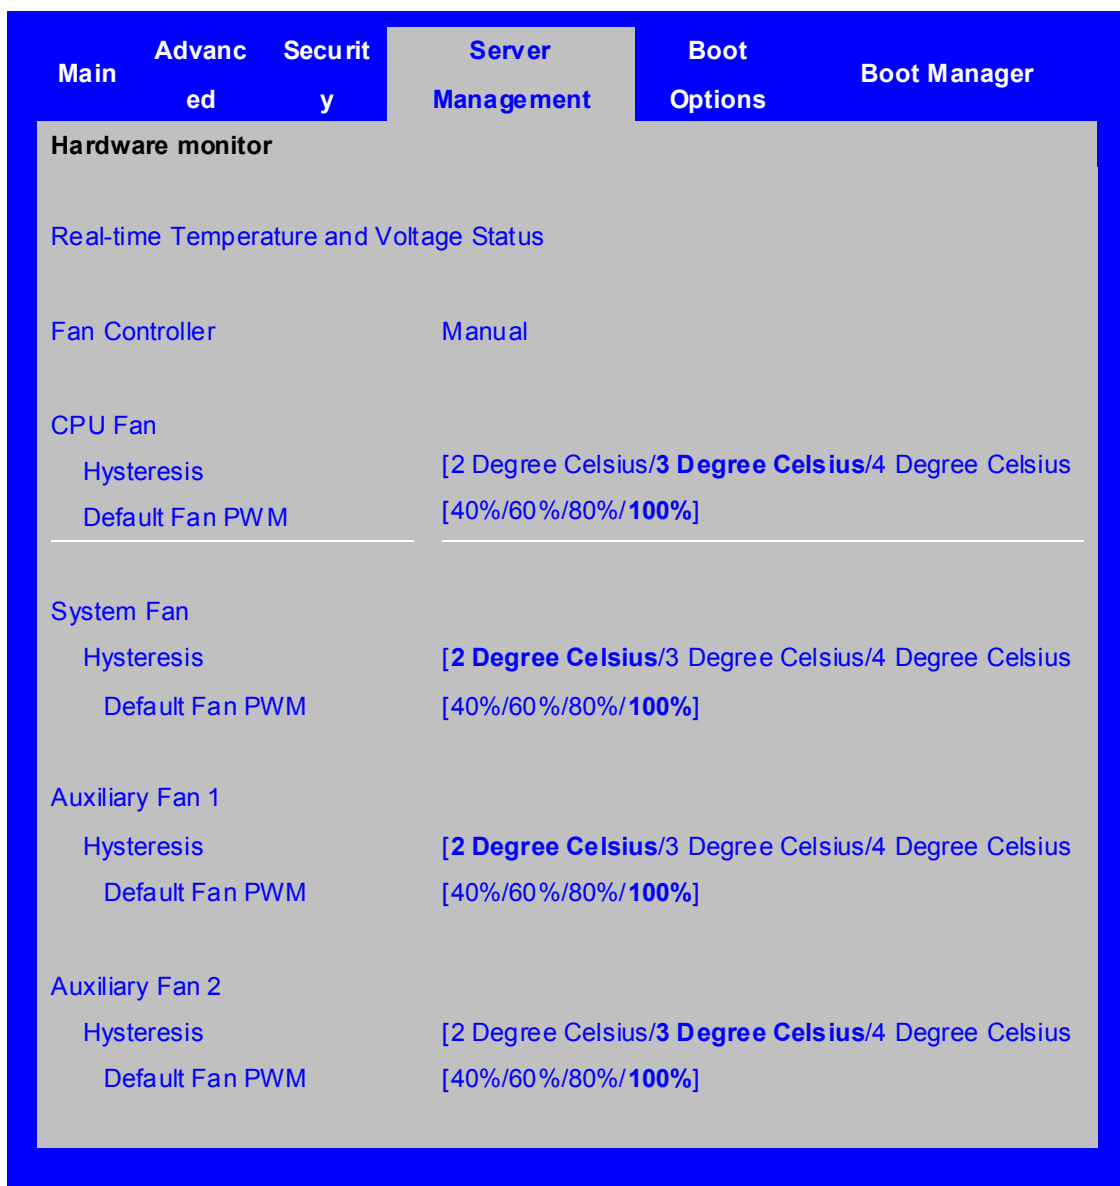 Main
Advanc
ed
Securit
y
Server
Management
Boot
Options
Boot Manager
Hardware monitor
Real-time Temperature and Voltage Status
Fan Controller Manual
CPU Fan
Hysteresis [2 Degree Celsius/3 Degree Celsius/4 Degree Celsius
Default Fan PWM [40%/60%/80%/100%]
System Fan
Hysteresis [2 Degree Celsius/3 Degree Celsius/4 Degree Celsius
Default Fan PWM [40%/60%/80%/100%]
Auxiliary Fan 1
Hysteresis [2 Degree Celsius/3 Degree Celsius/4 Degree Celsius
Default Fan PWM [40%/60%/80%/100%]
Auxiliary Fan 2
Hysteresis [2 Degree Celsius/3 Degree Celsius/4 Degree Celsius
Default Fan PWM [40%/60%/80%/100%]